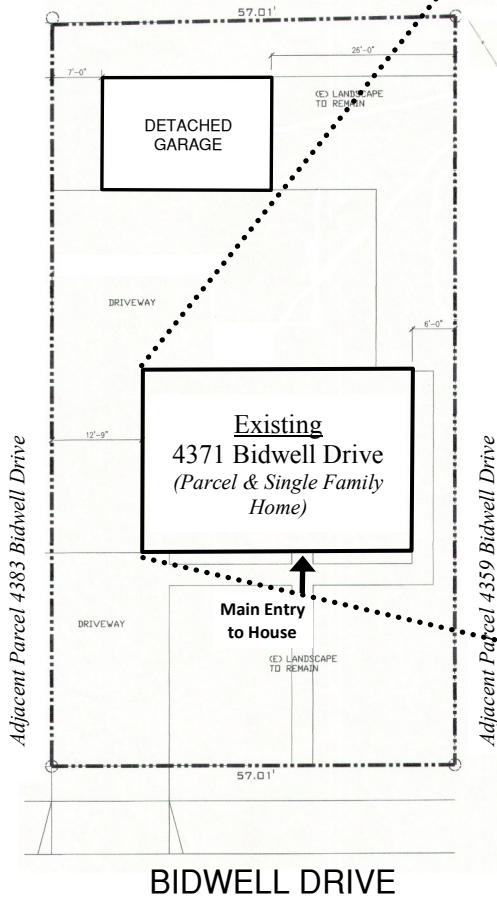 57.01'
26'-0"
7'-0"
(E) LANDSCAPE
TO REMAIN
DETACHED
GARAGE
DRIVEWAY
6'-0"
Existing
4371 Bidwell Drive
(Parcel & Single Family
Home)
12'-9"
Adjacent Parcel 4383 Bidwell Drive
Adjacent Parcel 4359 Bidwell Drive
Main Entry
to House
DRIVEWAY
(E) LANDSCAPE
TO REMAIN
57.01'
BIDWELL DRIVE